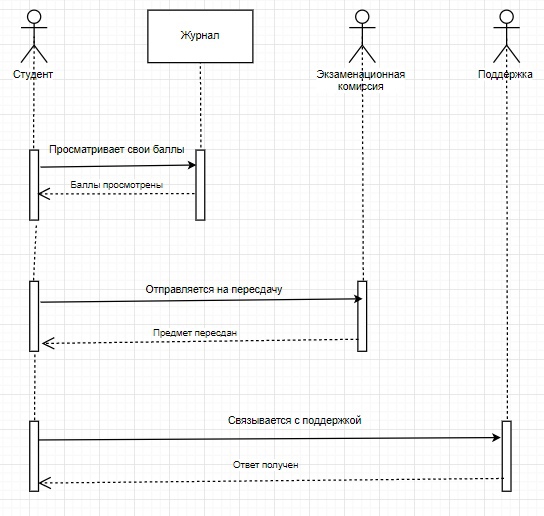 Студент
Журнал
Экзаменационная
комиссия
Поддержка
Просматривает свои баллы
Баллы просмотрены
Отправляется на пересдачу
Предмет пересдан
Связывается с поддержкой
Ответ получен